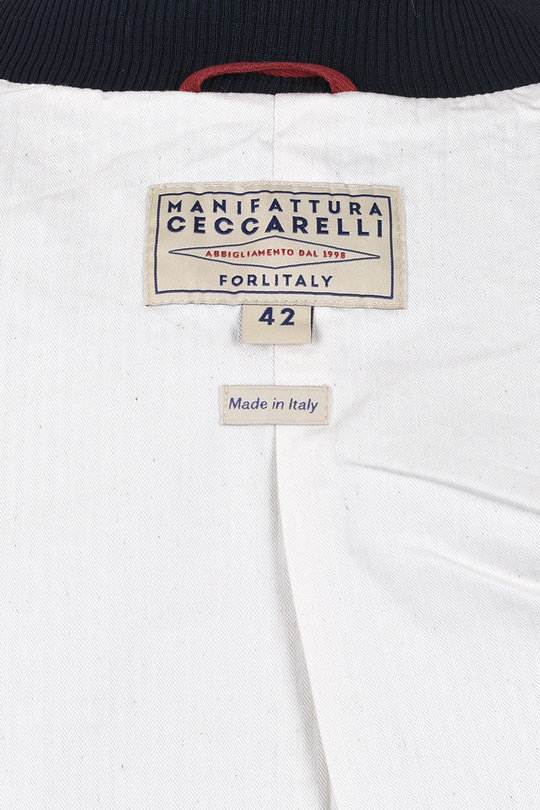 MANIFATTURA
CECCARELLI
ABBIGLIAMENTO DAL 1998
FORLITALY
42
Made in Italy